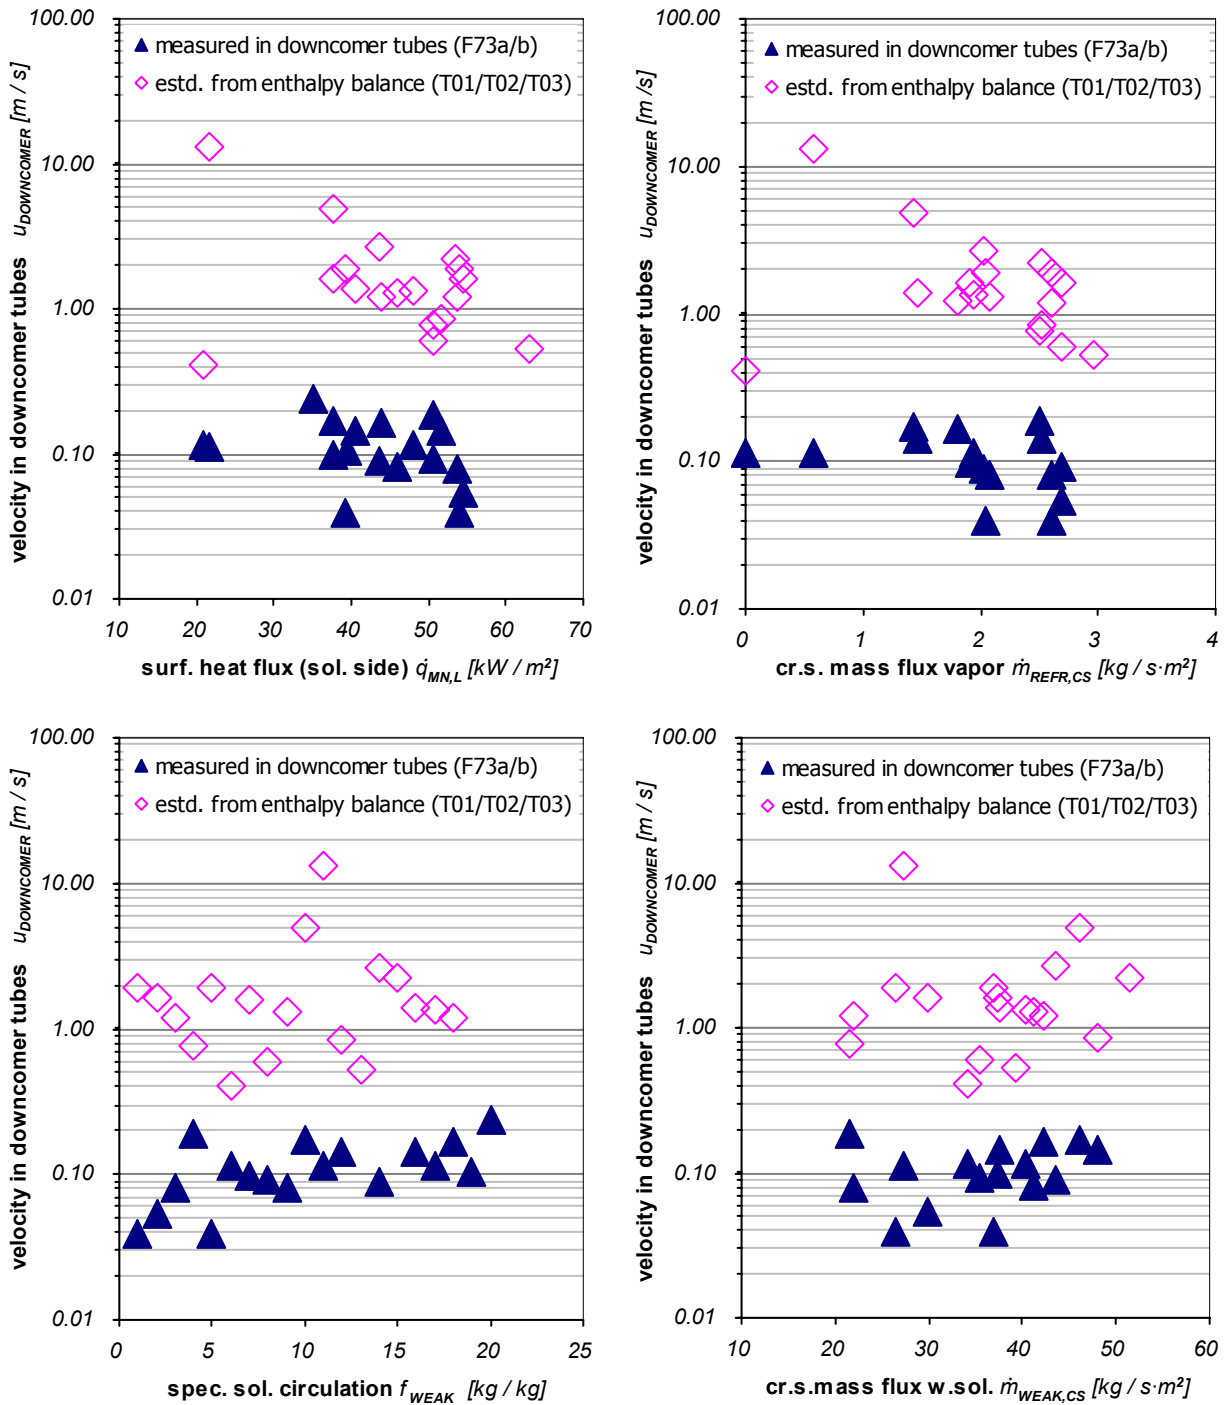 100.00
measured in downcomer tubes (F73a/b)
estd. from enthalpy balance (T01/T02/T03)
10.00
1.00
0.10
0.01
velocity in downcomer tubes u_DOWNCOMER [m / s]
10 20 30 40 50 60 70
surf. heat flux (sol. side) q̇_MN,L [kW / m²]
100.00
measured in downcomer tubes (F73a/b)
estd. from enthalpy balance (T01/T02/T03)
10.00
1.00
0.10
0.01
velocity in downcomer tubes u_DOWNCOMER [m /s]
0 1 2 3 4
cr.s. mass flux vapor ṁ_REFR,CS [kg / s·m²]
100.00
measured in downcomer tubes (F73a/b)
estd. from enthalpy balance (T01/T02/T03)
10.00
1.00
0.10
0.01
velocity in downcomer tubes u_DOWNCOMER [m / s]
0 5 10 15 20 25
spec. sol. circulation f_WEAK [kg / kg]
100.00
measured in downcomer tubes (F73a/b)
estd. from enthalpy balance (T01/T02/T03)
10.00
1.00
0.10
0.01
velocity in downcomer tubes u_DOWNCOMER [m / s]
10 20 30 40 50 60
cr.s.mass flux w.sol. ṁ_WEAK,CS [kg / s·m²]